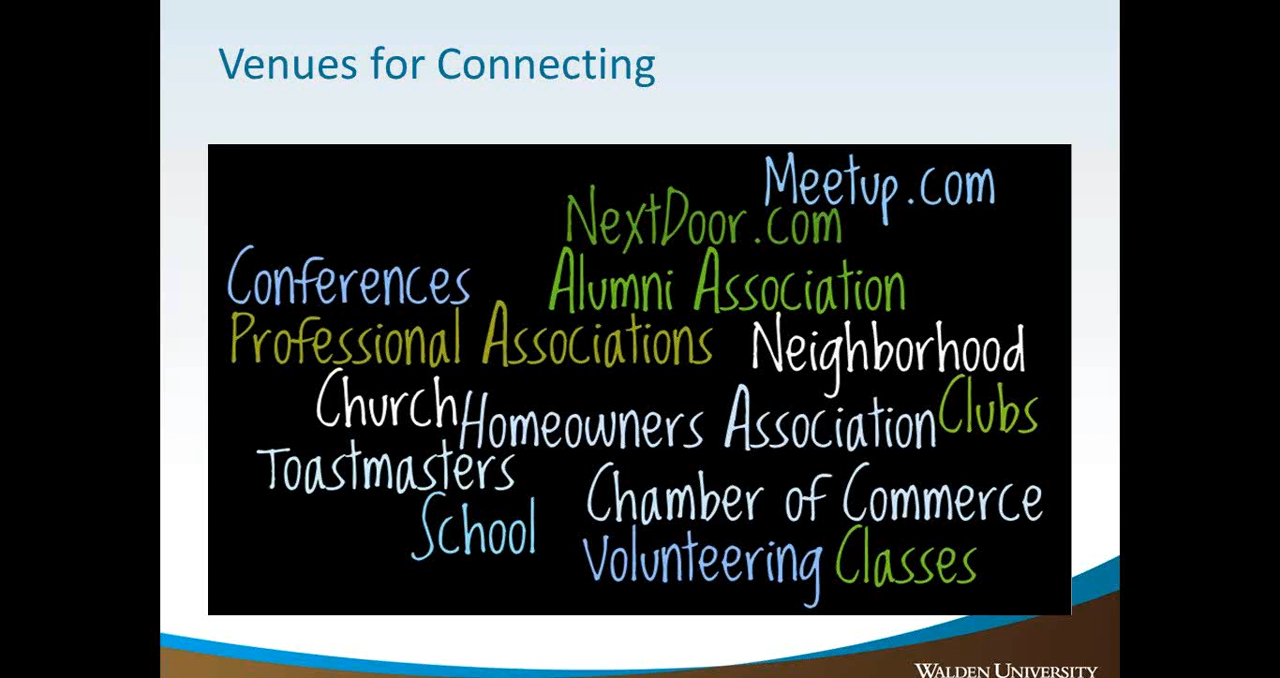 Venues for Connecting
Meetup.com
NextDoor.com
Conferences
Alumni Association
Professional Associations
Neighborhood
Church
Homeowners Association
Clubs
Toastmasters
Chamber of Commerce
School
Volunteering
Classes
WALDEN UNIVERSITY